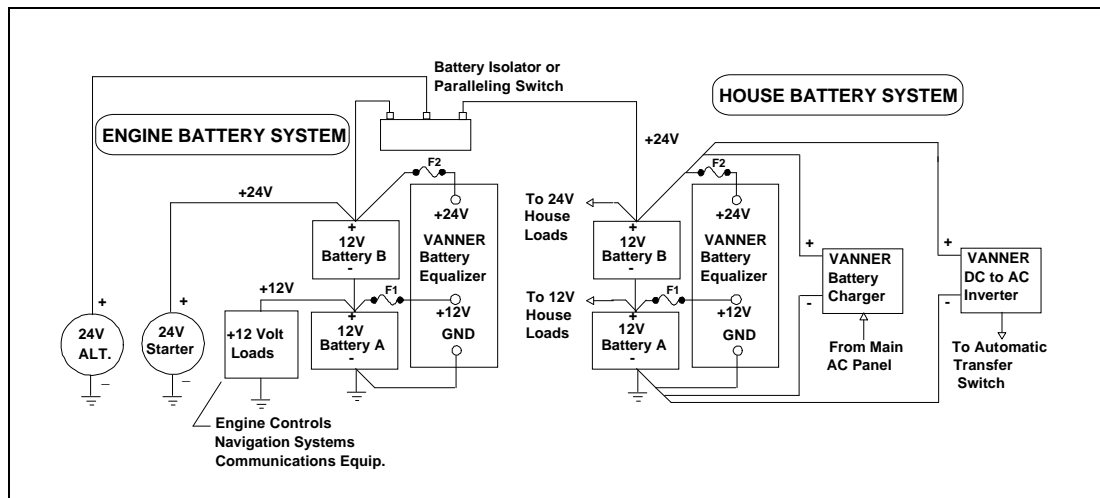 Battery Isolator or
Paralleling Switch
ENGINE BATTERY SYSTEM
HOUSE BATTERY SYSTEM
+24V
+24V
F2
+24V
VANNER
Battery
Equalizer
+12V
GND
+
12V
Battery B
-
F1
+12V
+
12V
Battery A
-
+
24V
ALT.
-
+
24V
Starter
-
+12 Volt
Loads
Engine Controls
Navigation Systems
Communications Equip.
To 24V
House
Loads
To 12V
House
Loads
F2
+24V
VANNER
Battery
Equalizer
+12V
GND
+
12V
Battery B
-
F1
+
12V
Battery A
-
+
VANNER
Battery
Charger
-
From Main
AC Panel
+
VANNER
DC to AC
Inverter
-
To Automatic
Transfer
Switch